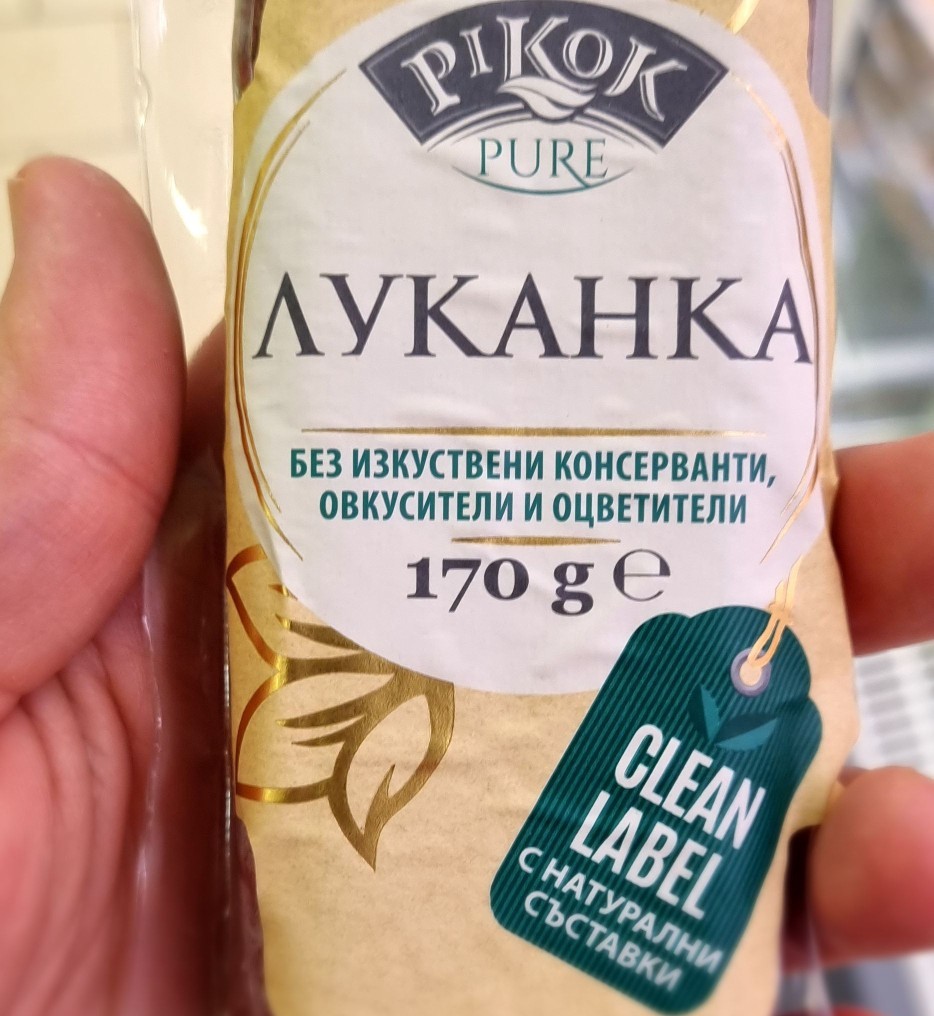 PIKOK
PURE
ЛУКАНКА
БЕЗ ИЗКУСТВЕНИ КОНСЕРВАНТИ,
ОВКУСИТЕЛИ И ОЦВЕТИТЕЛИ
170 g ℮
CLEAN
LABEL
С НАТУРАЛНИ
СЪСТАВКИ